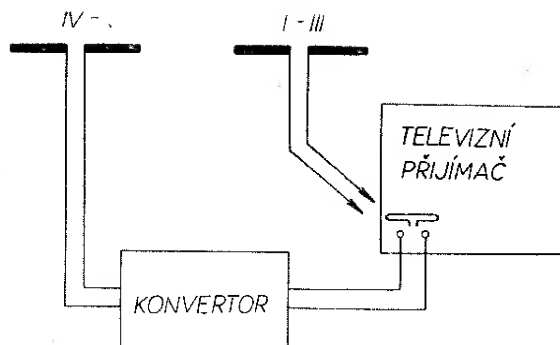 IV -
I - III
TELEVIZNÍ
PŘIJÍMAČ
KONVERTOR